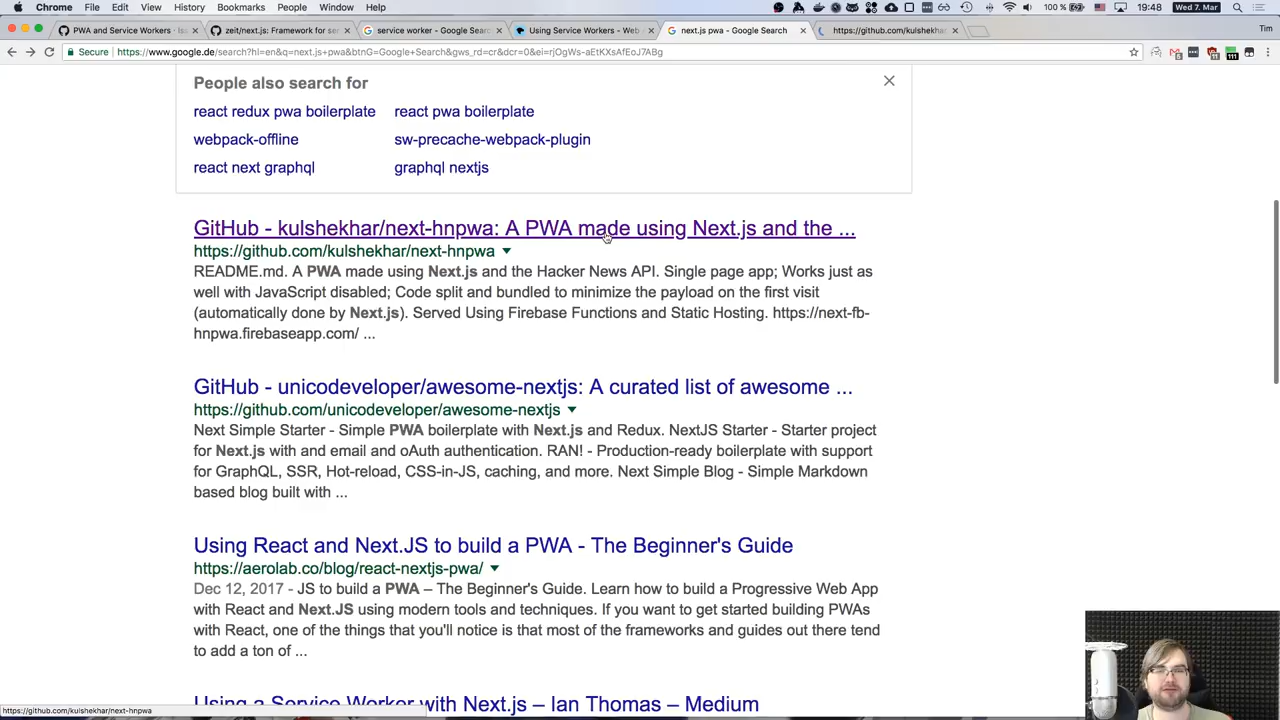 Chrome File Edit View History Bookmarks People Window Help 100 % 19:48 Wed 7. Mar
PWA and Service Workers · Iss
zeit/next.js: Framework for ser
service worker - Google Searc
Using Service Workers - Web
next.js pwa - Google Search
https://github.com/kulshekhar
Tim
Secure https://www.google.de/search?hl=en&q=next.js+pwa&btnG=Google+Search&gws_rd=cr&dcr=0&ei=rjOgWs-aEtKXsAfEoJ7ABg
People also search for
react redux pwa boilerplate react pwa boilerplate
webpack-offline sw-precache-webpack-plugin
react next graphql graphql nextjs
GitHub - kulshekhar/next-hnpwa: A PWA made using Next.js and the ...
https://github.com/kulshekhar/next-hnpwa
README.md. A PWA made using Next.js and the Hacker News API. Single page app; Works just as
well with JavaScript disabled; Code split and bundled to minimize the payload on the first visit
(automatically done by Next.js). Served Using Firebase Functions and Static Hosting. https://next-fb-
hnpwa.firebaseapp.com/ ...
GitHub - unicodeveloper/awesome-nextjs: A curated list of awesome ...
https://github.com/unicodeveloper/awesome-nextjs
Next Simple Starter - Simple PWA boilerplate with Next.js and Redux. NextJS Starter - Starter project
for Next.js with and email and oAuth authentication. RAN! - Production-ready boilerplate with support
for GraphQL, SSR, Hot-reload, CSS-in-JS, caching, and more. Next Simple Blog - Simple Markdown
based blog built with ...
Using React and Next.JS to build a PWA - The Beginner's Guide
https://aerolab.co/blog/react-nextjs-pwa/
Dec 12, 2017 - JS to build a PWA – The Beginner's Guide. Learn how to build a Progressive Web App
with React and Next.JS using modern tools and techniques. If you want to get started building PWAs
with React, one of the things that you'll notice is that most of the frameworks and guides out there tend
to add a ton of ...
Using a Service Worker with Next.js – Ian Thomas – Medium
https://github.com/kulshekhar/next-hnpwa